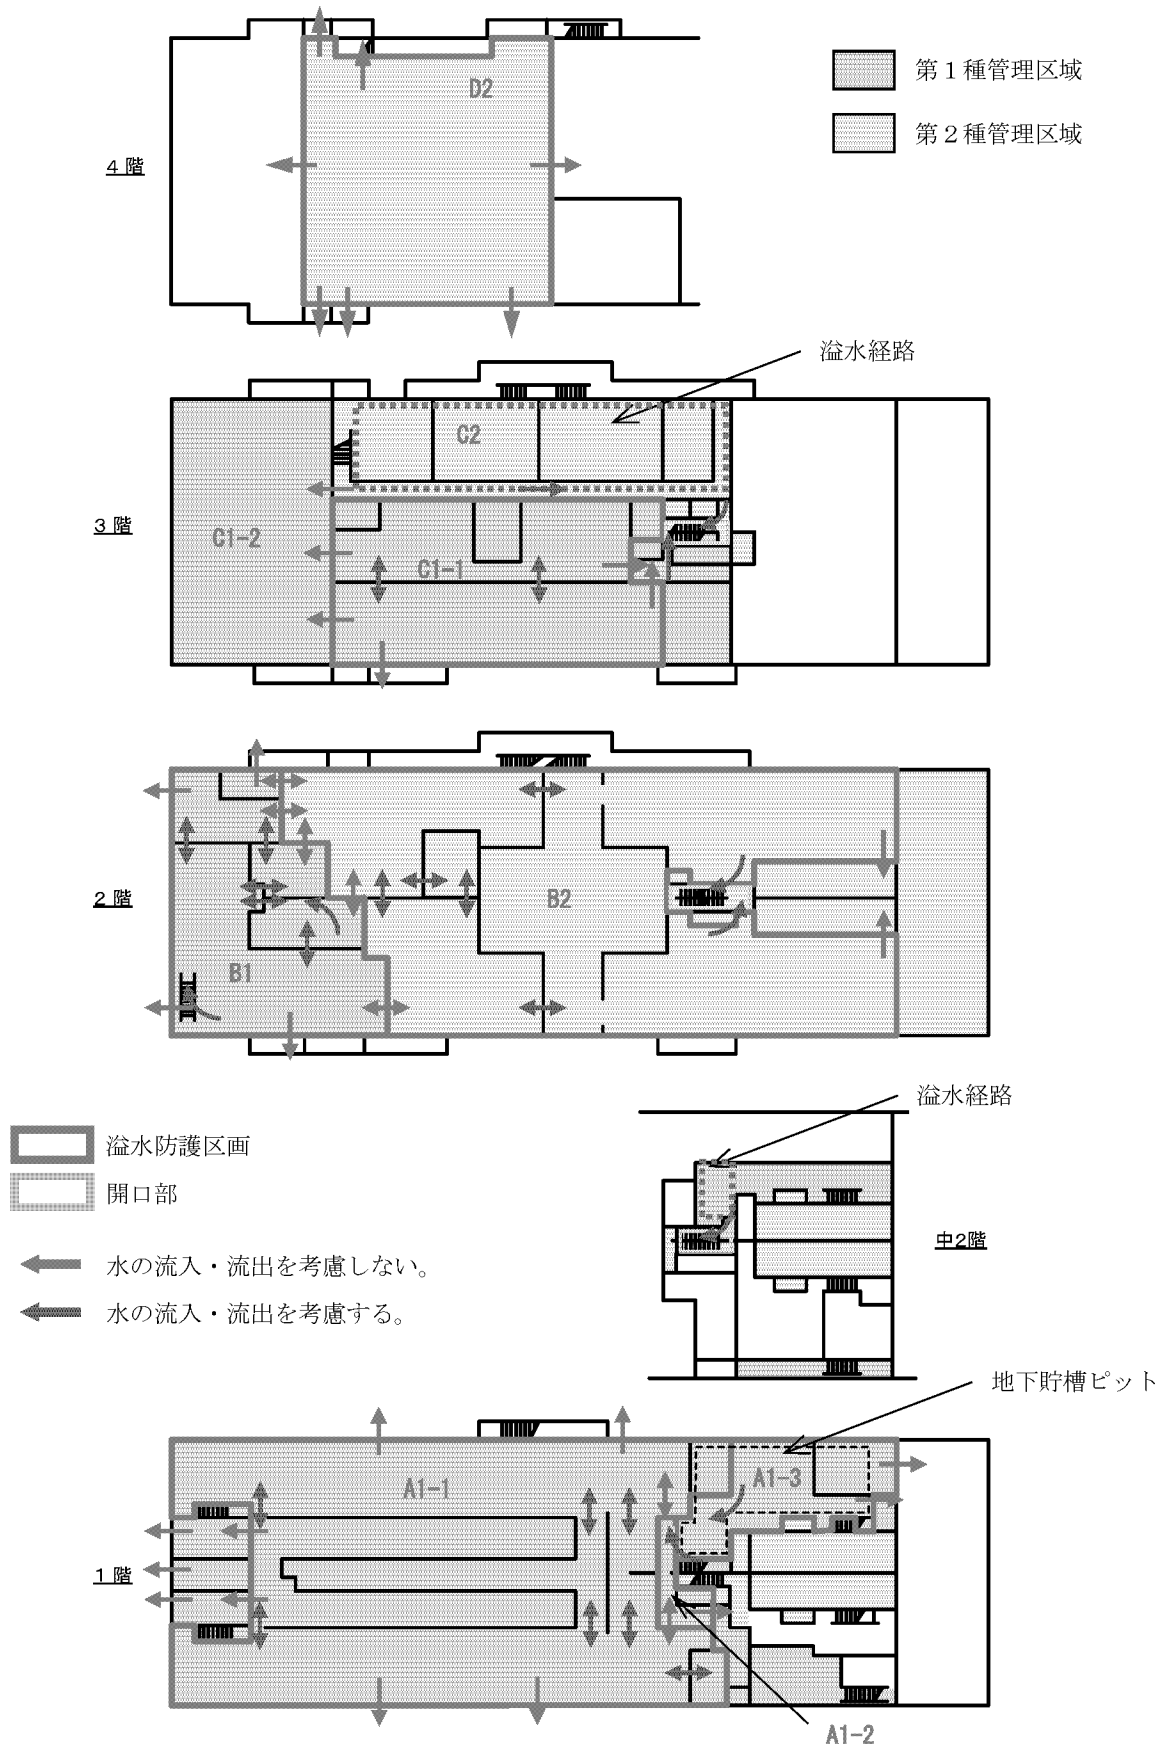 D2
第１種管理区域
第２種管理区域
４階
溢水経路
C2
３階
C1-2
C1-1
２階
B2
B1
溢水経路
溢水防護区画
開口部
中2階
水の流入・流出を考慮しない。
水の流入・流出を考慮する。
地下貯槽ピット
A1-1
A1-3
１階
A1-2